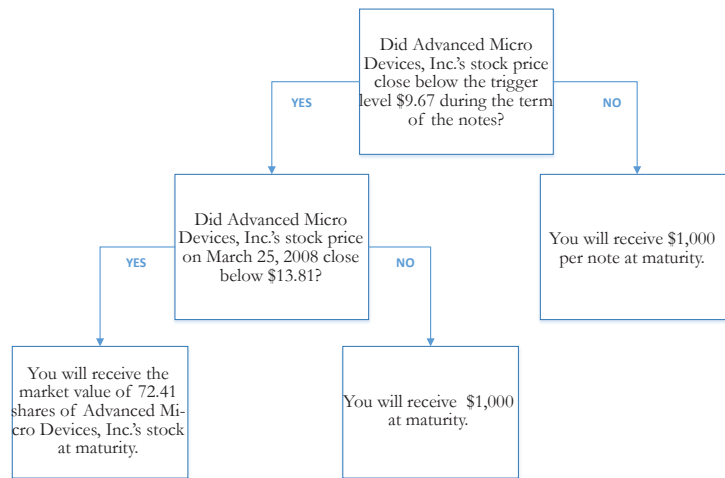 Did Advanced Micro
Devices, Inc.'s stock price
close below the trigger
level $9.67 during the term
of the notes?
YES
NO
Did Advanced Micro
Devices, Inc.'s stock price
on March 25, 2008 close
below $13.81?
You will receive $1,000
per note at maturity.
YES
NO
You will receive the
market value of 72.41
shares of Advanced Mi-
cro Devices, Inc.'s stock
at maturity.
You will receive $1,000
at maturity.